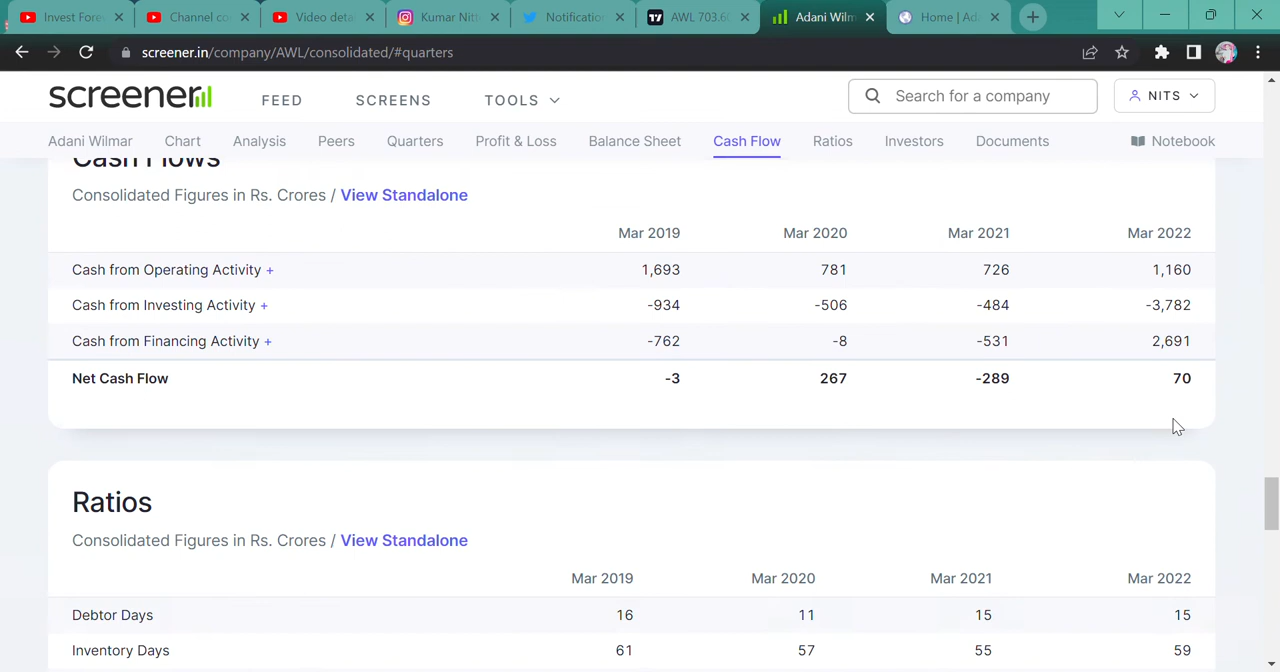 Invest Fore
Channel co
Video deta
Kumar Nitt
Notification
AWL 703.6
Adani Wilm
Home | Ad
screener.in/company/AWL/consolidated/#quarters
screener
FEED
SCREENS
TOOLS
Search for a company
NITS
Adani Wilmar
Chart
Analysis
Peers
Quarters
Profit & Loss
Balance Sheet
Cash Flow
Ratios
Investors
Documents
Notebook
Cash Flows
Consolidated Figures in Rs. Crores / View Standalone
Mar 2019 Mar 2020 Mar 2021 Mar 2022
Cash from Operating Activity + 1,693 781 726 1,160
Cash from Investing Activity + -934 -506 -484 -3,782
Cash from Financing Activity + -762 -8 -531 2,691
Net Cash Flow -3 267 -289 70
Ratios
Consolidated Figures in Rs. Crores / View Standalone
Mar 2019 Mar 2020 Mar 2021 Mar 2022
Debtor Days 16 11 15 15
Inventory Days 61 57 55 59